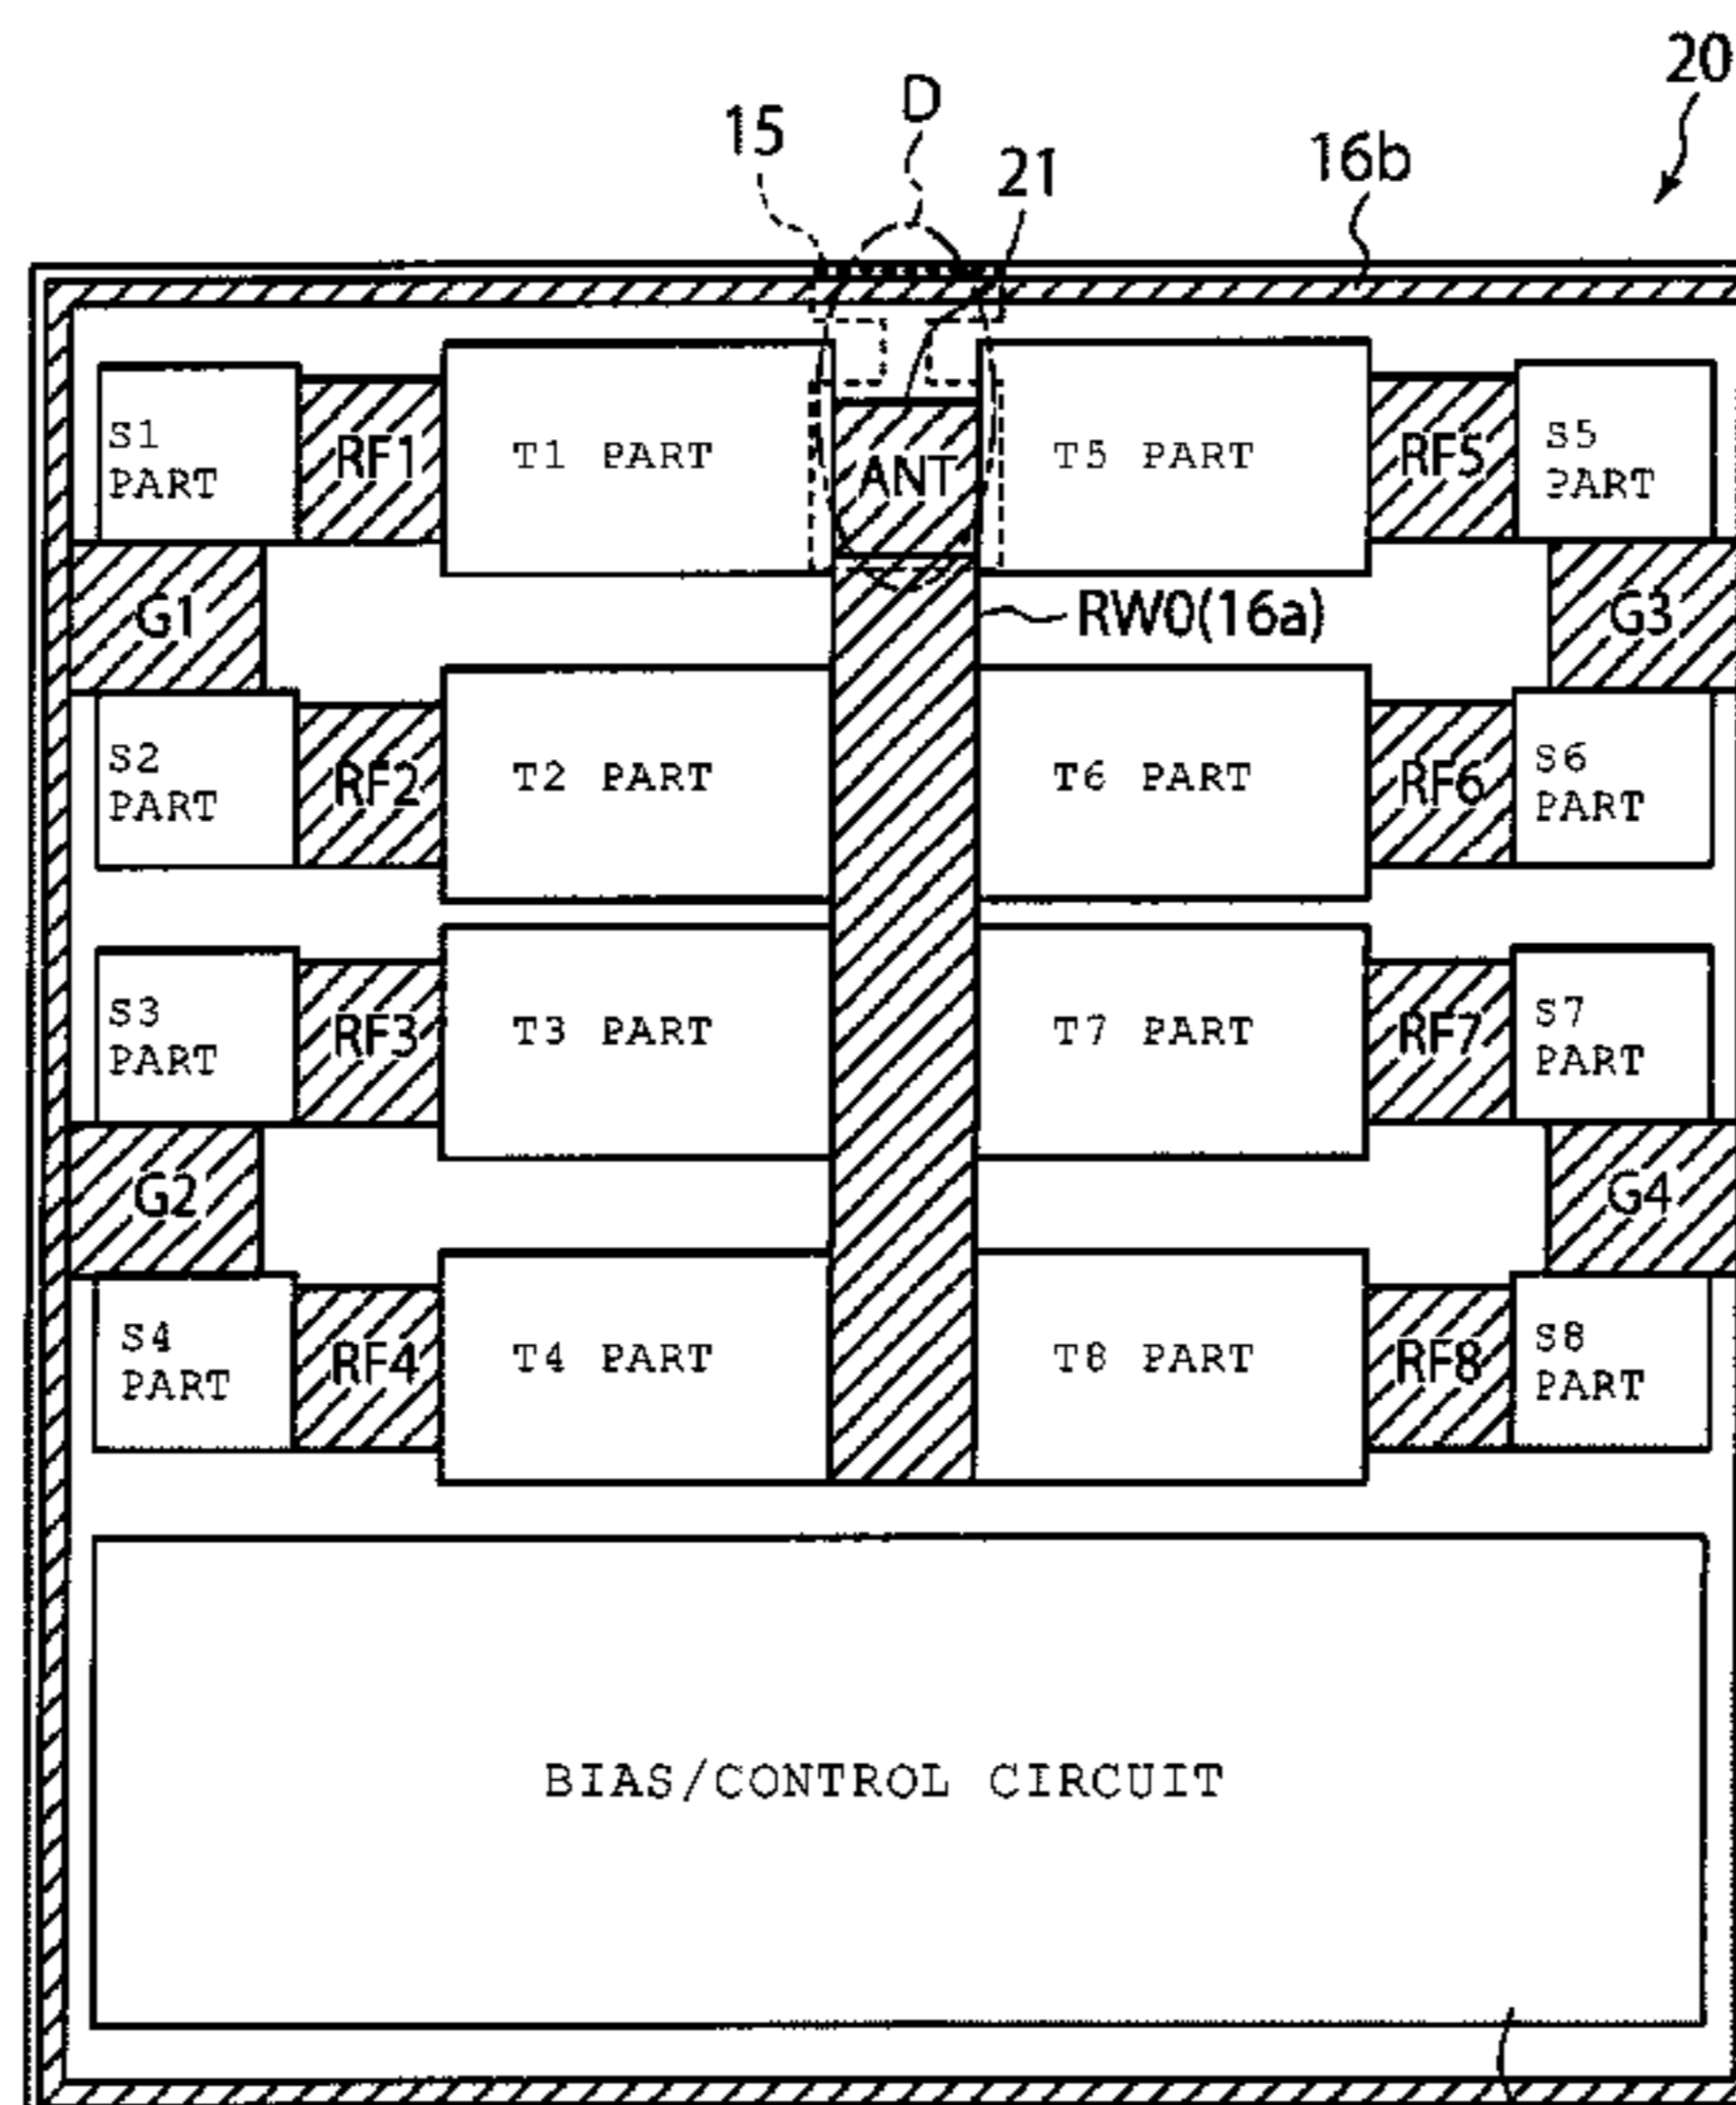 20
D
15
21
16b
S1
PART
RF1
T1 PART
ANT
T5 PART
RF5
S5
PART
G1
RW0(16a)
G3
S2
PART
RF2
T2 PART
T6 PART
RF6
S6
PART
S3
PART
RF3
T3 PART
T7 PART
RF7
S7
PART
G2
G4
S4
PART
RF4
T4 PART
T8 PART
RF8
S8
PART
BIAS/CONTROL CIRCUIT